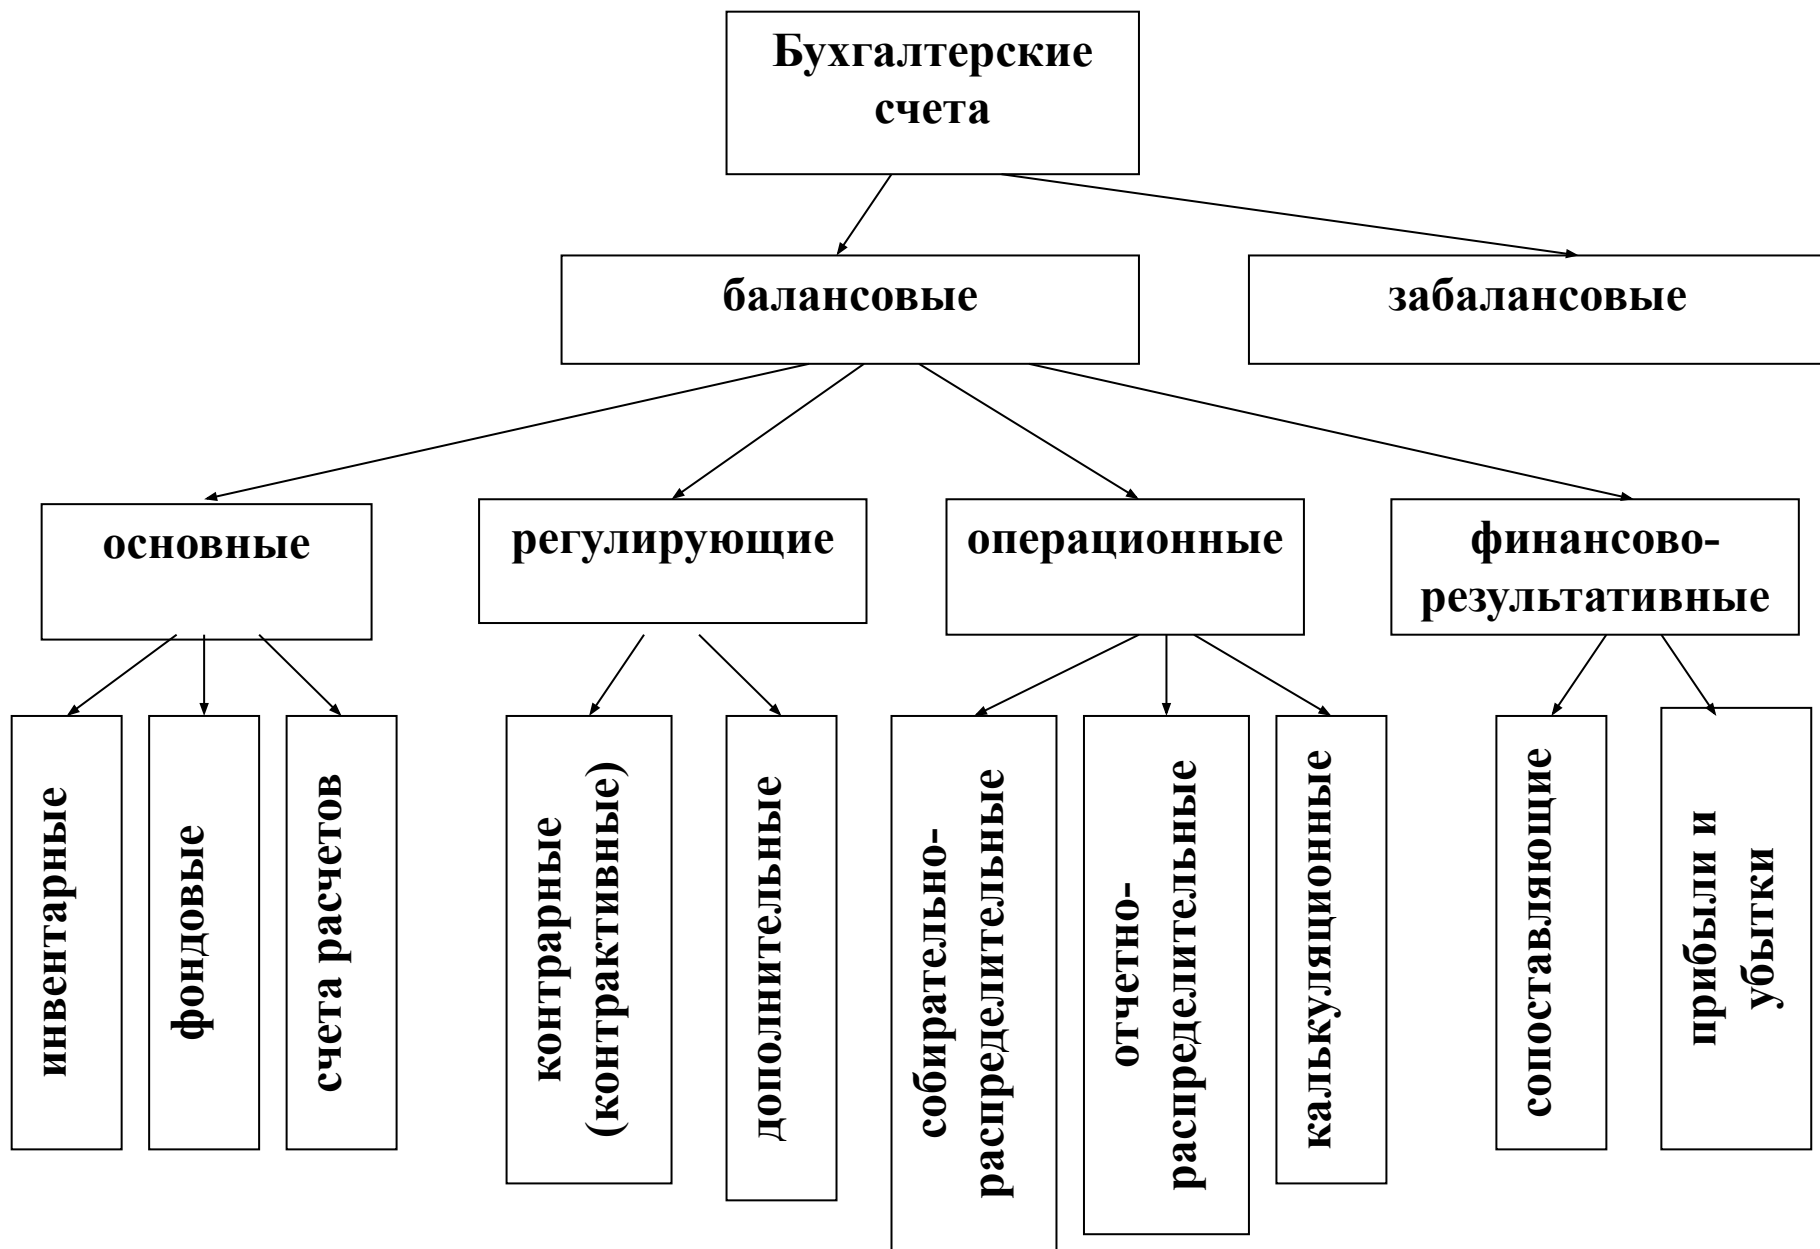 Бухгалтерские
счета
балансовые
забалансовые
основные
регулирующие
операционные
финансово-
результативные
инвентарные
фондовые
счета расчетов
контрарные
(контрактивные)
дополнительные
собирательно-
распределительные
отчетно-
распределительные
калькуляционные
сопоставляющие
прибыли и
убытки